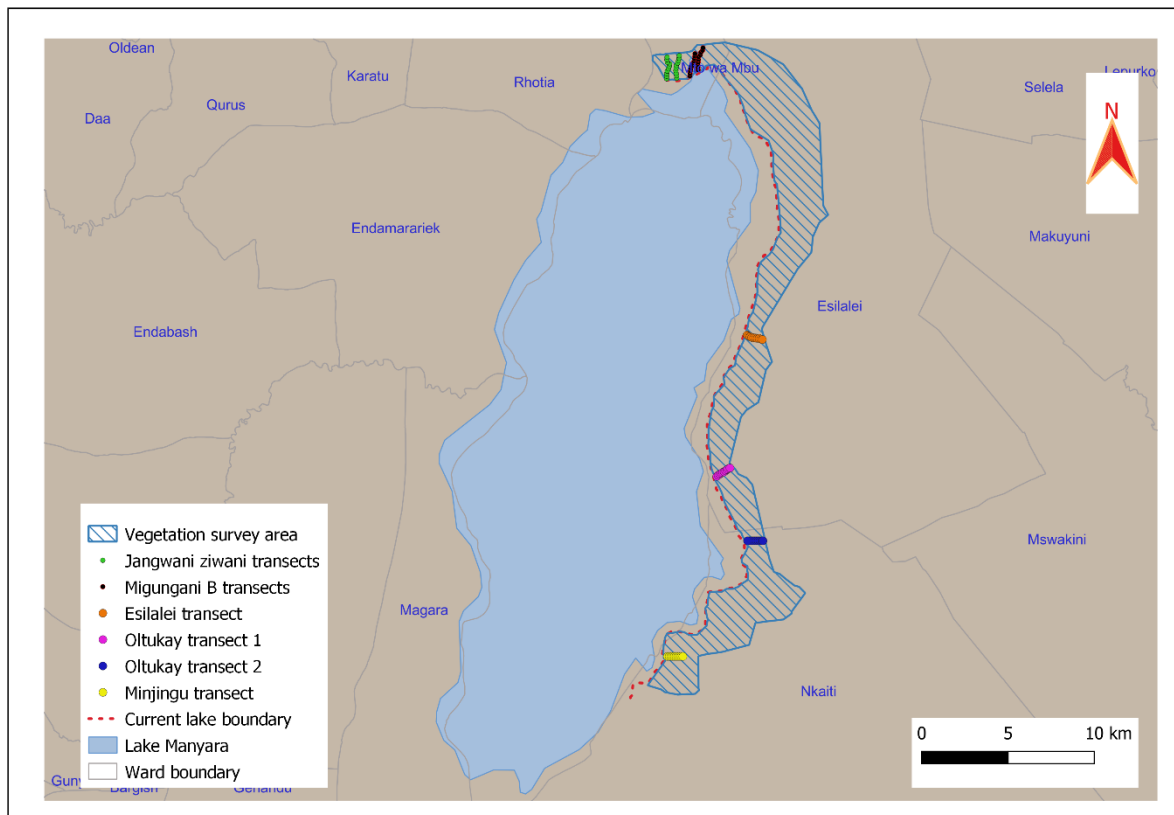 Oldean
Karatu
Rhotia
wa Mbu
Selela
Qurus
Daa
N
Endamarariek
Makuyuni
Esilalei
Endabash
Mswakini
Magara
Nkaiti
Vegetation survey area
Jangwani ziwani transects
Migungani B transects
Esilalei transect
Oltukay transect 1
Oltukay transect 2
Minjingu transect
Current lake boundary
Lake Manyara
Ward boundary
0 5 10 km